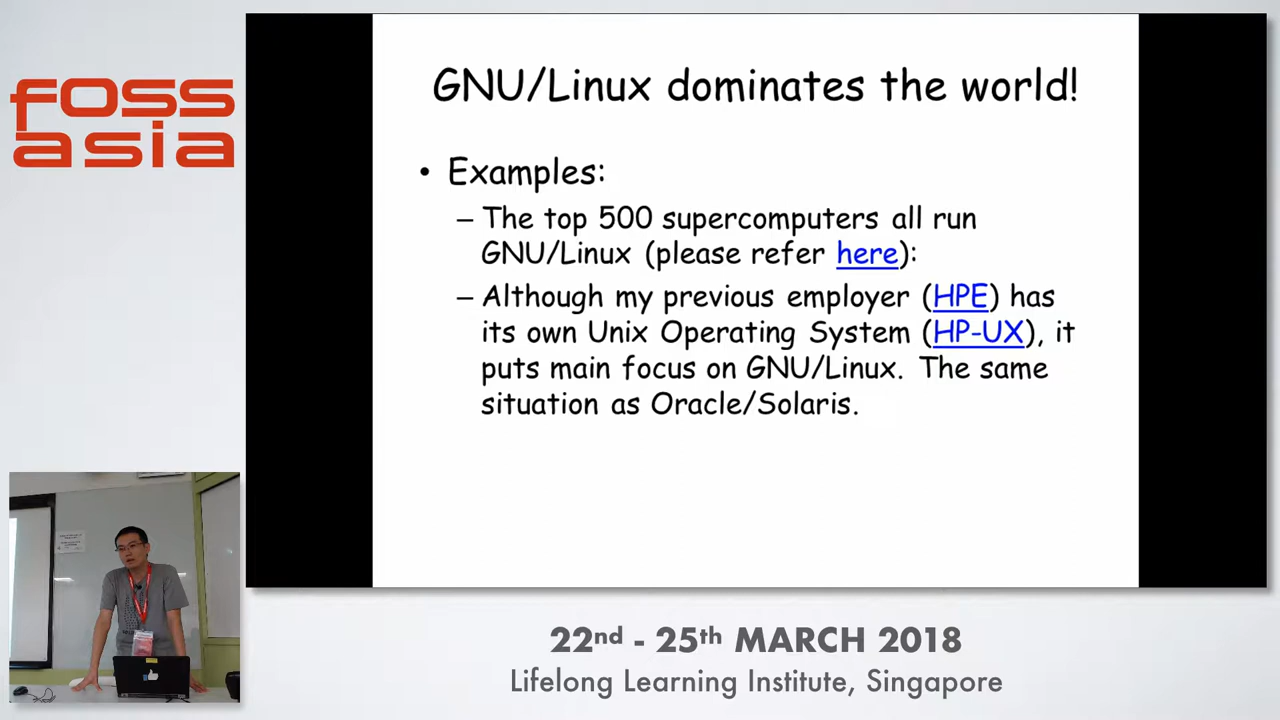 foss
asia
GNU/Linux dominates the world!
• Examples:
– The top 500 supercomputers all run
GNU/Linux (please refer here):
– Although my previous employer (HPE) has
its own Unix Operating System (HP-UX), it
puts main focus on GNU/Linux. The same
situation as Oracle/Solaris.
22nd - 25th MARCH 2018
Lifelong Learning Institute, Singapore